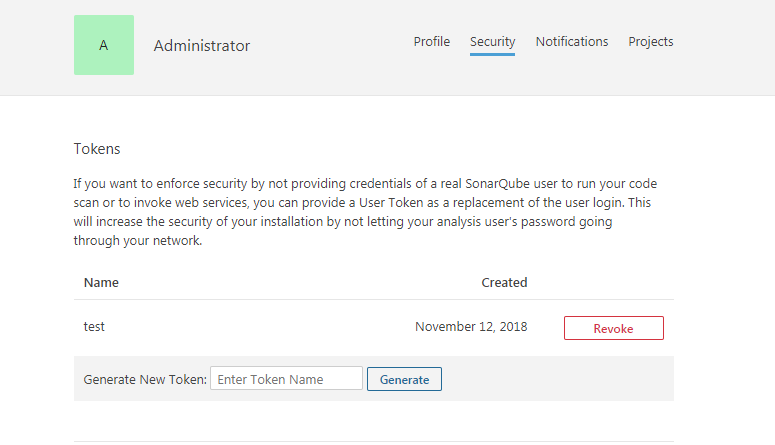 A
Administrator
Profile Security Notifications Projects
Tokens
If you want to enforce security by not providing credentials of a real SonarQube user to run your code
scan or to invoke web services, you can provide a User Token as a replacement of the user login. This
will increase the security of your installation by not letting your analysis user's password going
through your network.
Name Created
test November 12, 2018 Revoke
Generate New Token: Enter Token Name Generate